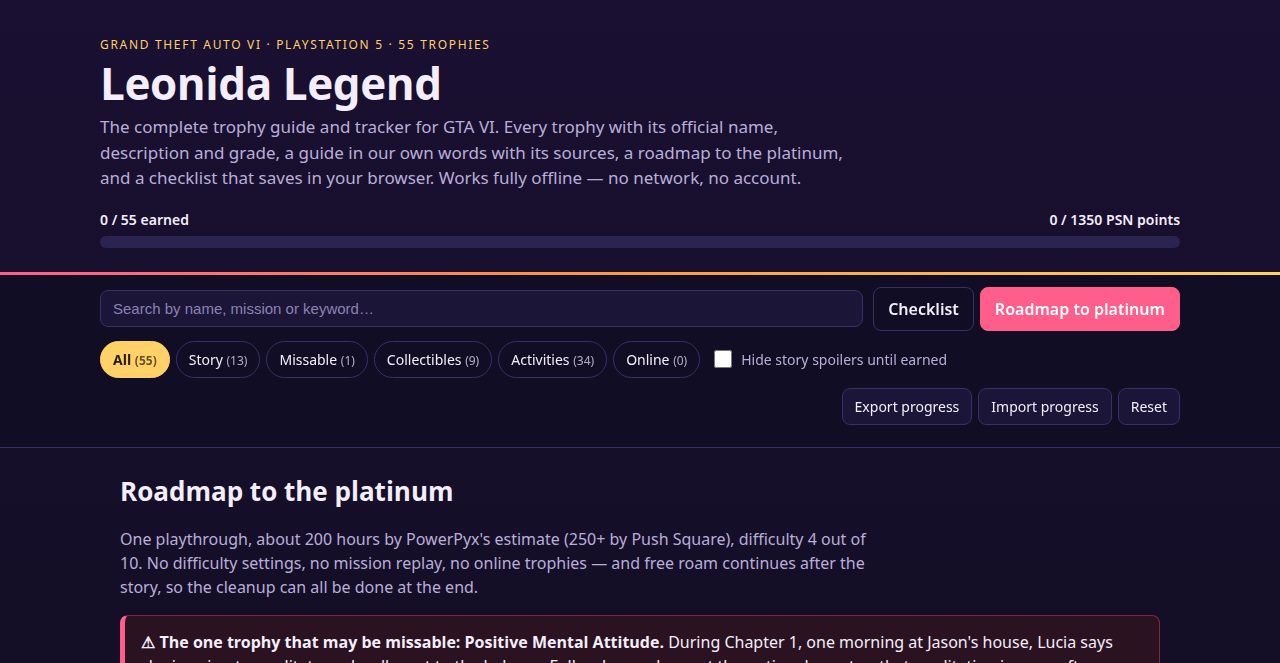 GRAND THEFT AUTO VI · PLAYSTATION 5 · 55 TROPHIES
Leonida Legend
The complete trophy guide and tracker for GTA VI. Every trophy with its official name,
description and grade, a guide in our own words with its sources, a roadmap to the platinum,
and a checklist that saves in your browser. Works fully offline — no network, no account.
0 / 55 earned
0 / 1350 PSN points
Search by name, mission or keyword…
Checklist
Roadmap to platinum
All (55)
Story (13)
Missable (1)
Collectibles (9)
Activities (34)
Online (0)
Hide story spoilers until earned
Export progress
Import progress
Reset
Roadmap to the platinum
One playthrough, about 200 hours by PowerPyx's estimate (250+ by Push Square), difficulty 4 out of
10. No difficulty settings, no mission replay, no online trophies — and free roam continues after the
story, so the cleanup can all be done at the end.
⚠ The one trophy that may be missable: Positive Mental Attitude. During Chapter 1, one morning at Jason's house, Lucia says